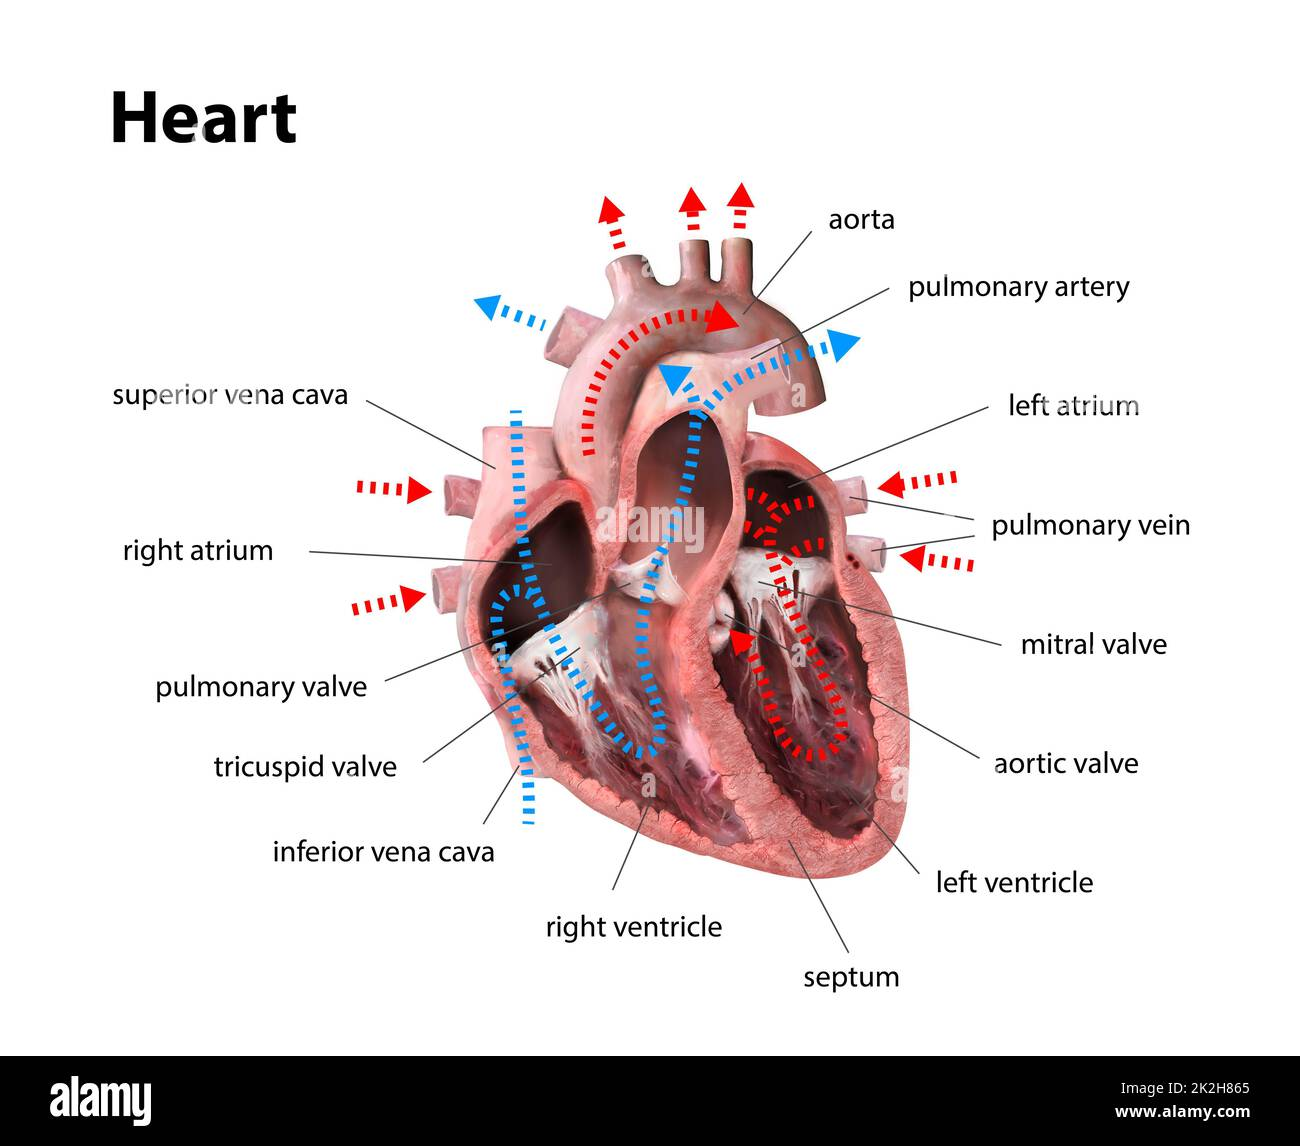 Heart
aorta
pulmonary artery
superior vena cava
left atrium
pulmonary vein
right atrium
mitral valve
pulmonary valve
tricuspid valve
aortic valve
inferior vena cava
left ventricle
right ventricle
septum
a
a
a
a
a
alamy
Image ID: 2K2H865
www.alamy.com